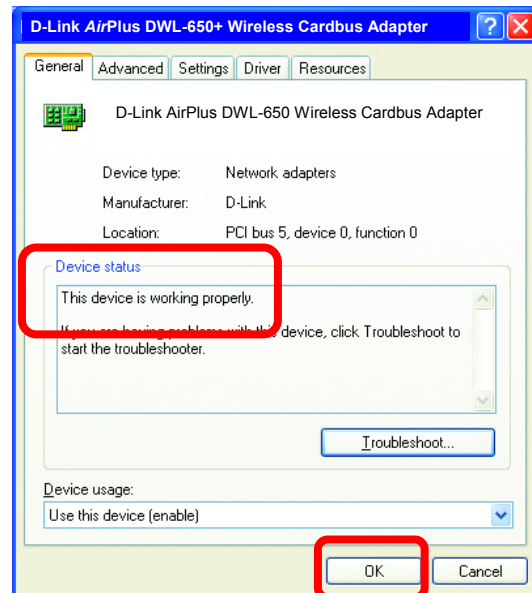 D-Link AirPlus DWL-650+ Wireless Cardbus Adapter
General Advanced Settings Driver Resources
D-Link AirPlus DWL-650 Wireless Cardbus Adapter
Device type: Network adapters
Manufacturer: D-Link
Location: PCI bus 5, device 0, function 0
Device status
This device is working properly.
If you are having problems with this device, click Troubleshoot to
start the troubleshooter.
Troubleshoot...
Device usage:
Use this device (enable)
OK Cancel